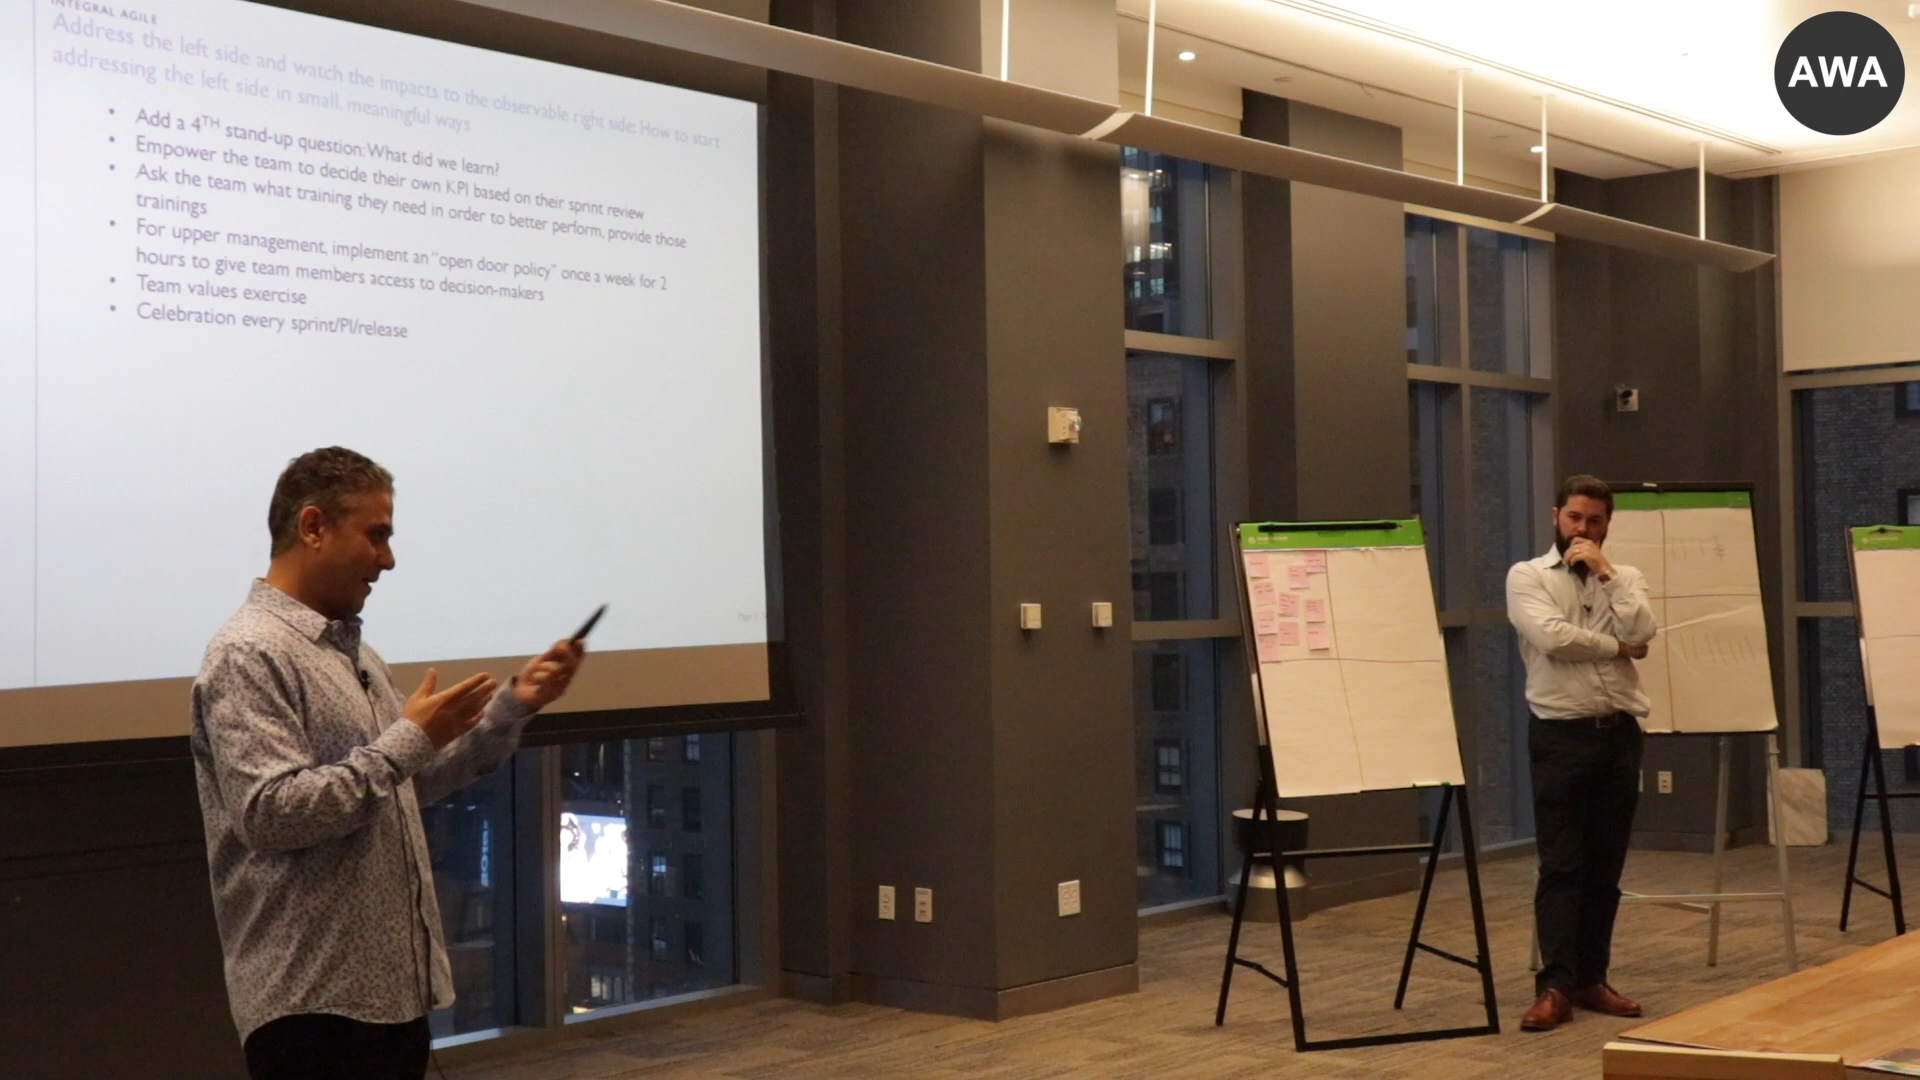 INTEGRAL AGILE
Address the left side and watch the impacts to the observable right side: How to start
addressing the left side in small, meaningful ways
• Add a 4TH stand-up question: What did we learn?
• Empower the team to decide their own KPI based on their sprint review
• Ask the team what training they need in order to better perform, provide those
trainings
• For upper management, implement an "open door policy" once a week for 2
hours to give team members access to decision-makers
• Team values exercise
• Celebration every sprint/PI/release
AWA